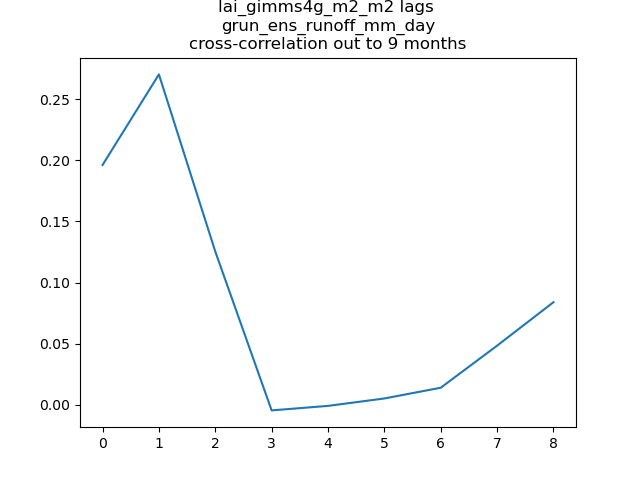 lai_gimms4g_m2_m2 lags
grun_ens_runoff_mm_day
cross-correlation out to 9 months
0.25
0.20
0.15
0.10
0.05
0.00
0 1 2 3 4 5 6 7 8